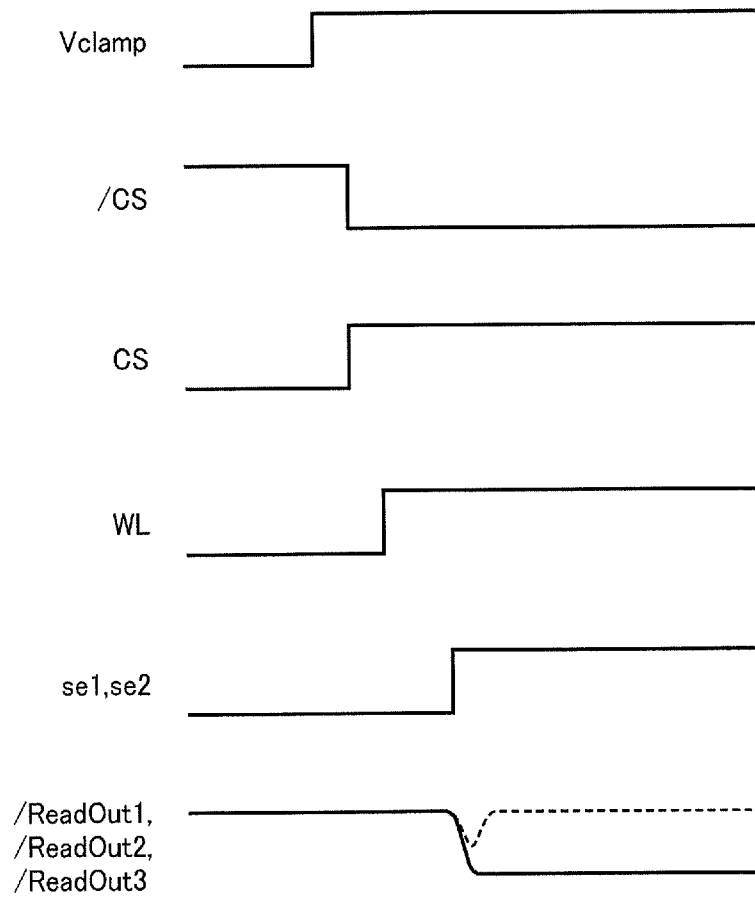 Vclamp
/CS
CS
WL
se1,se2
/ReadOut1,
/ReadOut2,
/ReadOut3